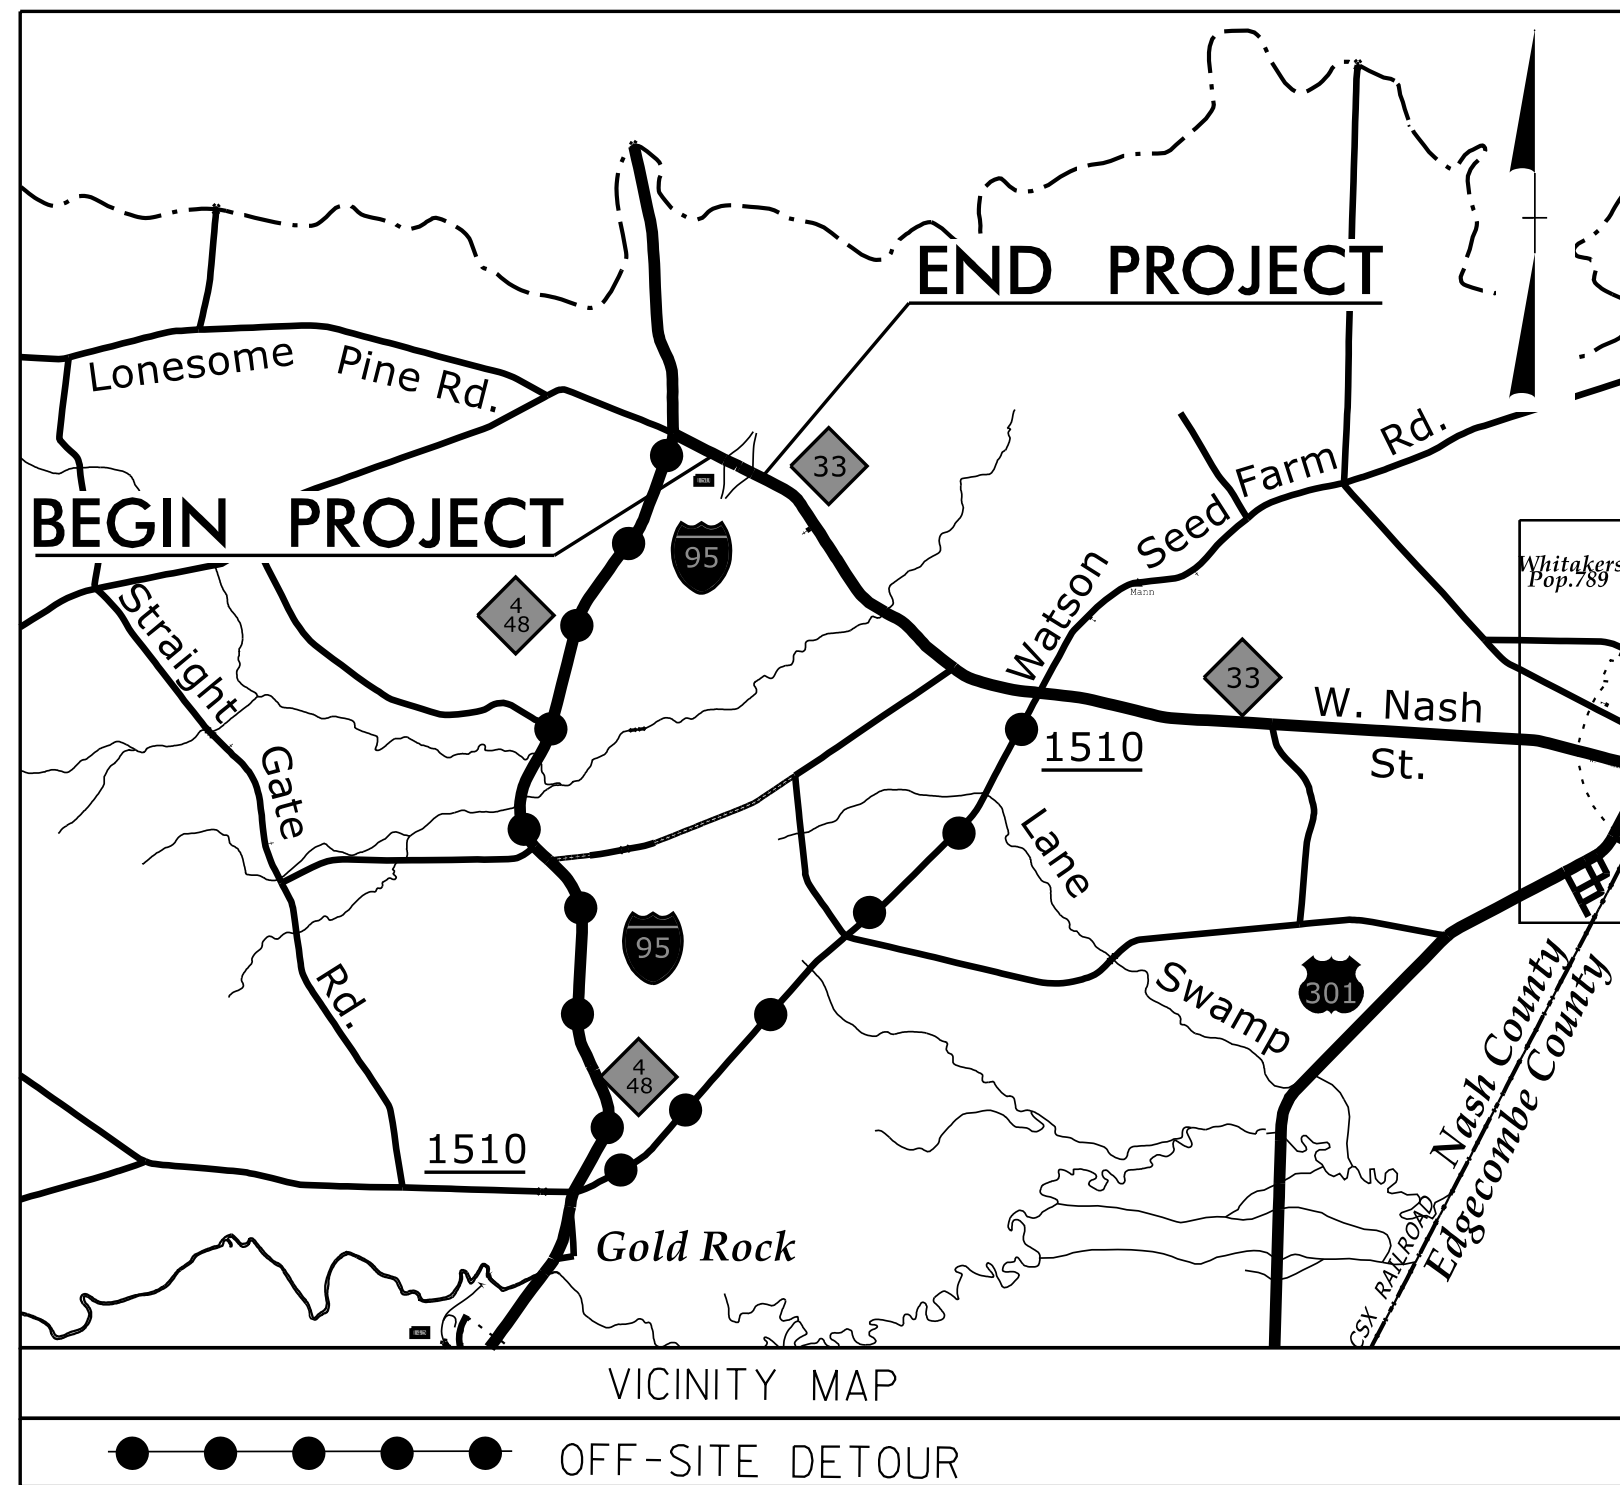 END PROJECT
Lonesome Pine Rd.
33
Farm Rd.
BEGIN PROJECT
Seed
95
Whitakers
Pop.789
Mann
4
48
Straight
Watson
33
W. Nash
St.
1510
Gate
Lane
95
Rd.
Swamp
301
Nash County
Edgecombe County
4
48
1510
CSX RAILROAD
Gold Rock
VICINITY MAP
OFF-SITE DETOUR